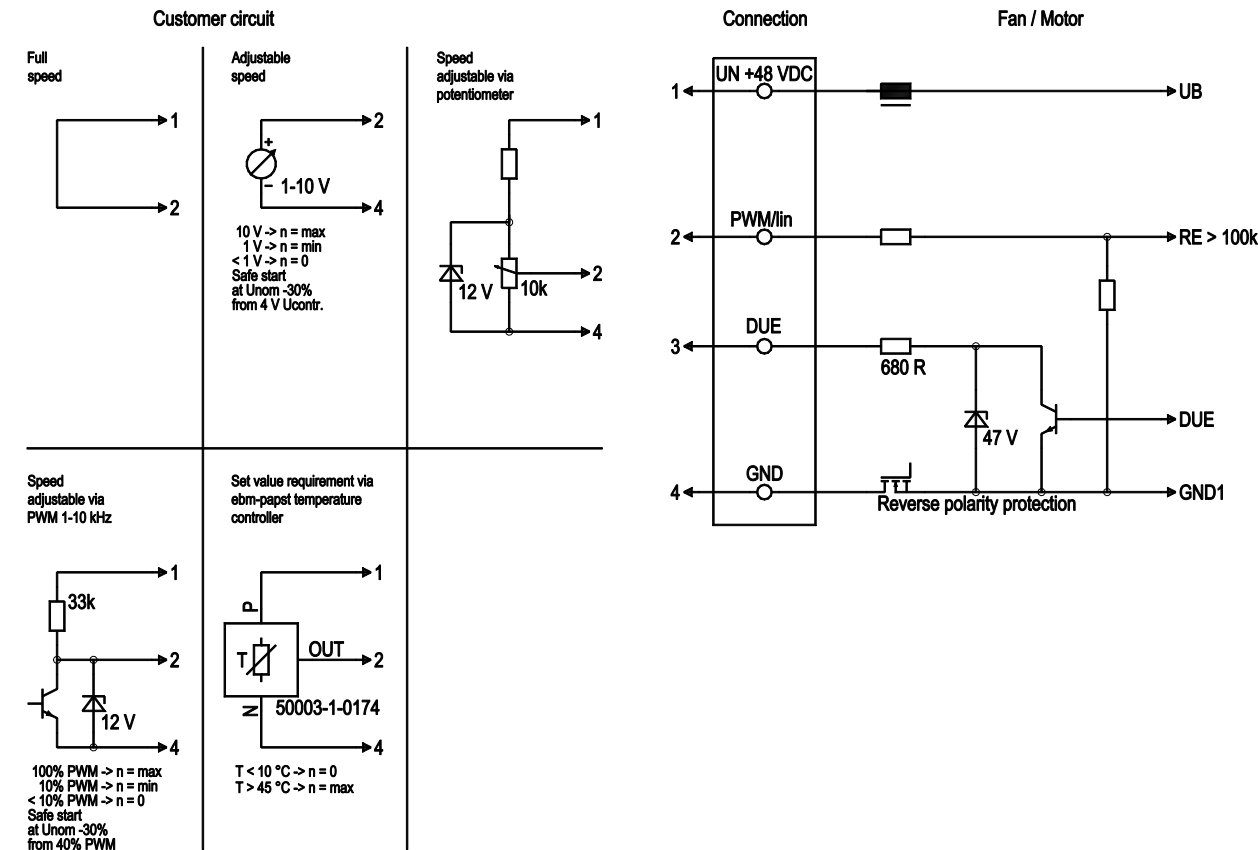 Customer circuit
Full
speed
1
2
Adjustable
speed
2
+
– 1-10 V
4
10 V -> n = max
1 V -> n = min
< 1 V -> n = 0
Safe start
at Unom -30%
from 4 V Ucontr.
Speed
adjustable via
potentiometer
1
2
12 V
10k
4
Speed
adjustable via
PWM 1-10 kHz
1
33k
2
12 V
4
100% PWM -> n = max
10% PWM -> n = min
< 10% PWM -> n = 0
Safe start
at Unom -30%
from 40% PWM
Set value requirement via
ebm-papst temperature
controller
1
P
T
OUT
2
N
50003-1-0174
4
T < 10 °C -> n = 0
T > 45 °C -> n = max
Connection
Fan / Motor
1
UN +48 VDC
UB
2
PWM/lin
RE > 100k
3
DUE
680 R
47 V
DUE
4
GND
GND1
Reverse polarity protection